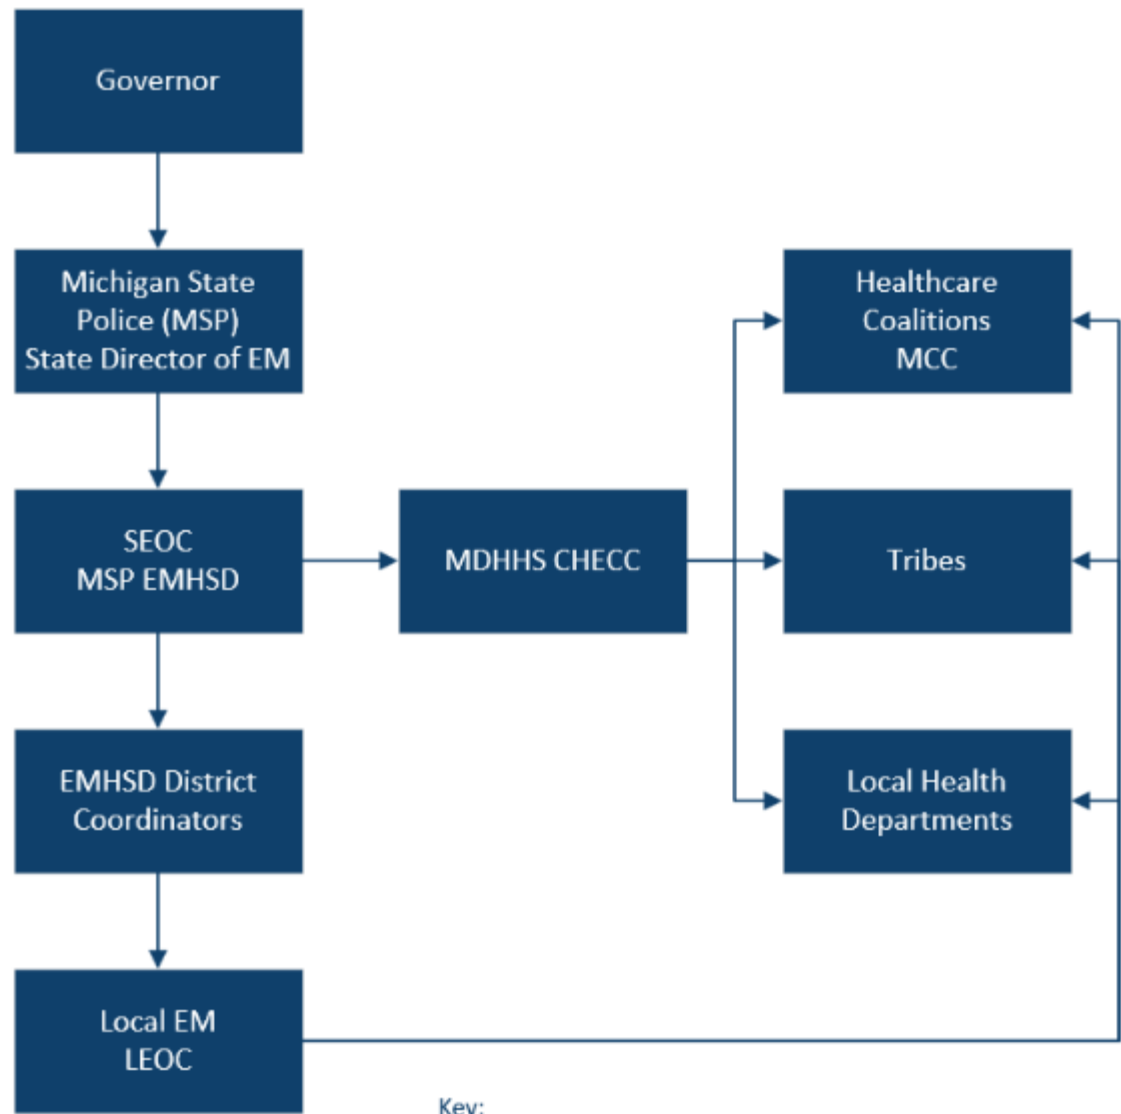 Governor
Michigan State
Police (MSP)
State Director of EM
Healthcare
Coalitions
MCC
SEOC
MSP EMHSD
MDHHS CHECC
Tribes
EMHSD District
Coordinators
Local Health
Departments
Local EM
LEOC
Key: